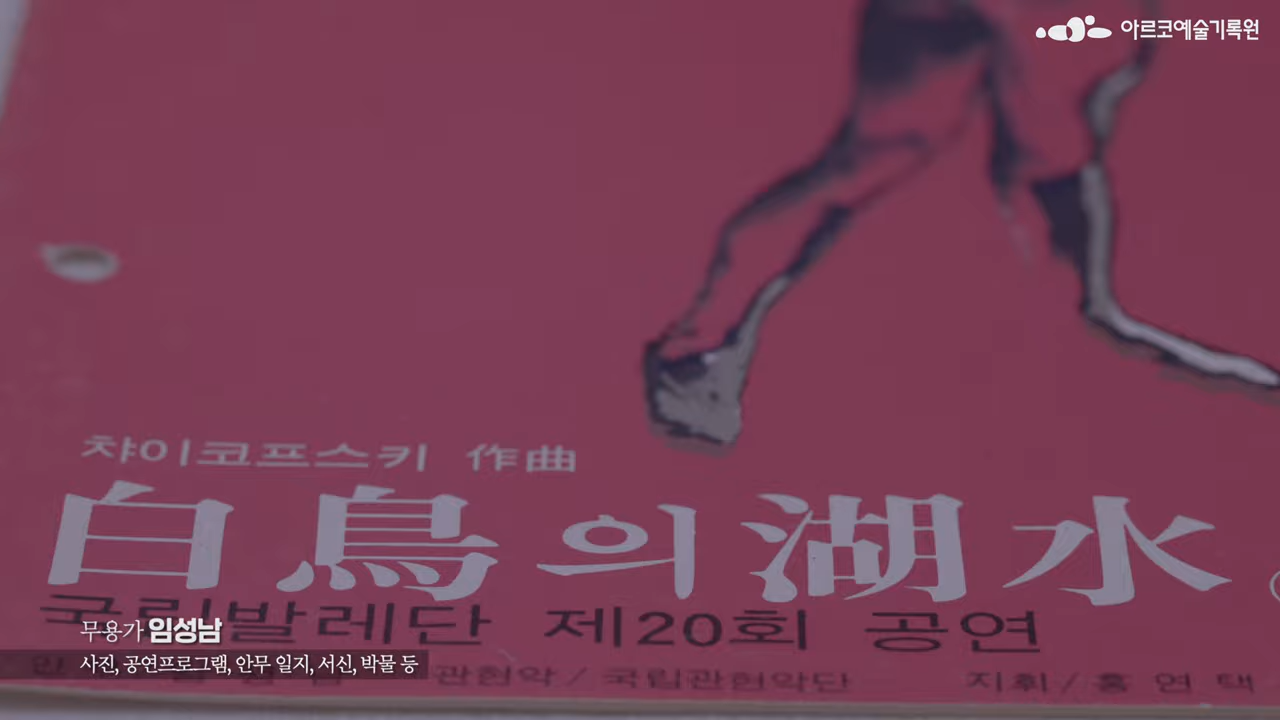 아르코예술기록원
챠이코프스키 作曲
白鳥의 湖水
국립발레단 제20회 공연
무용가 임성남
사진, 공연프로그램, 안무 일지, 서신, 박물 등
관현악 / 국립관현악단 지휘 / 홍연택